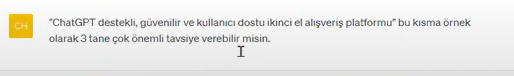 CH
"ChatGPT destekli, güvenilir ve kullanıcı dostu ikinci el alışveriş platformu" bu kısma örnek
olarak 3 tane çok önemli tavsiye verebilir misin.